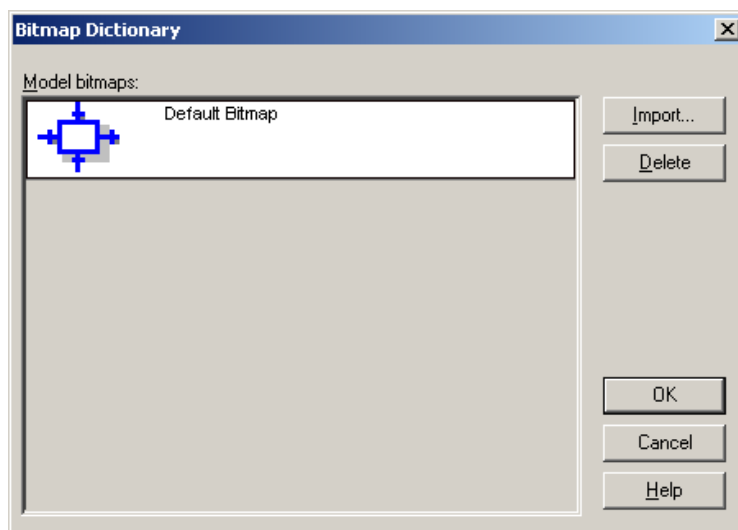 Bitmap Dictionary
Model bitmaps:
Default Bitmap
Import...
Delete
OK
Cancel
Help